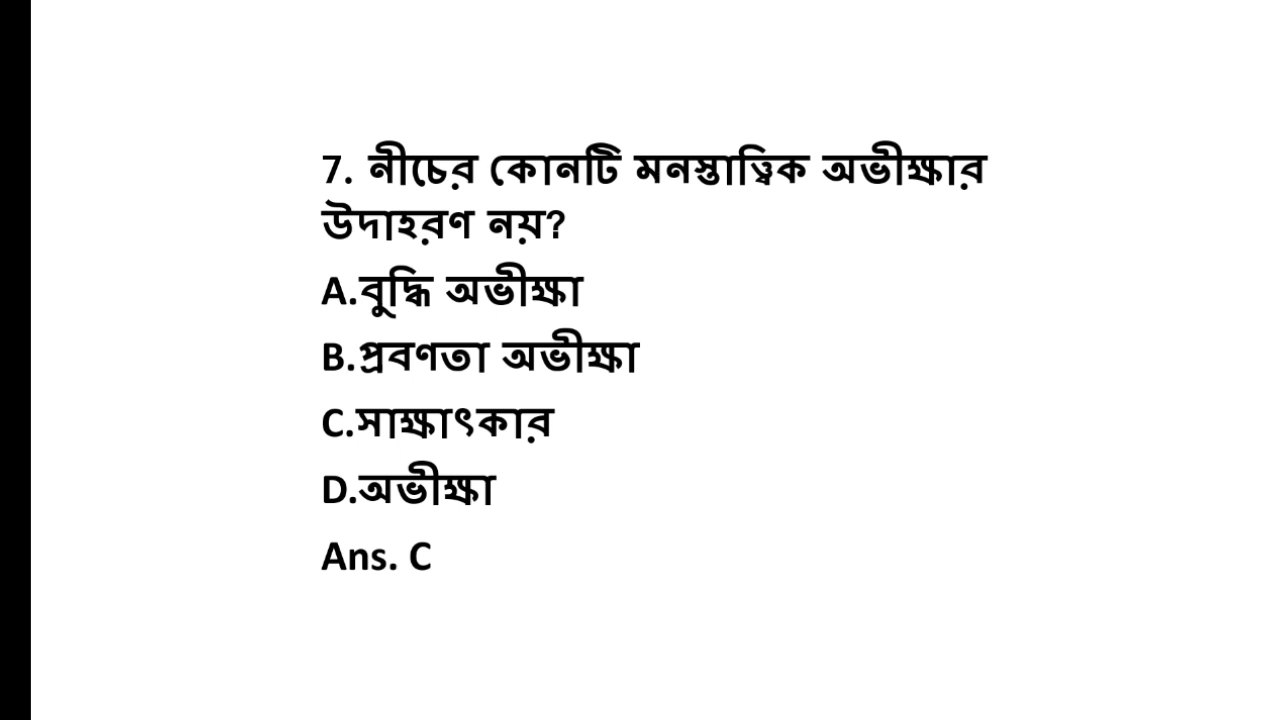 7. নীচের কোনটি মনস্তাত্ত্বিক অভীক্ষার
উদাহরণ নয়?
A.বুদ্ধি অভীক্ষা
B.প্রবণতা অভীক্ষা
C.সাক্ষাৎকার
D.অভীক্ষা
Ans. C